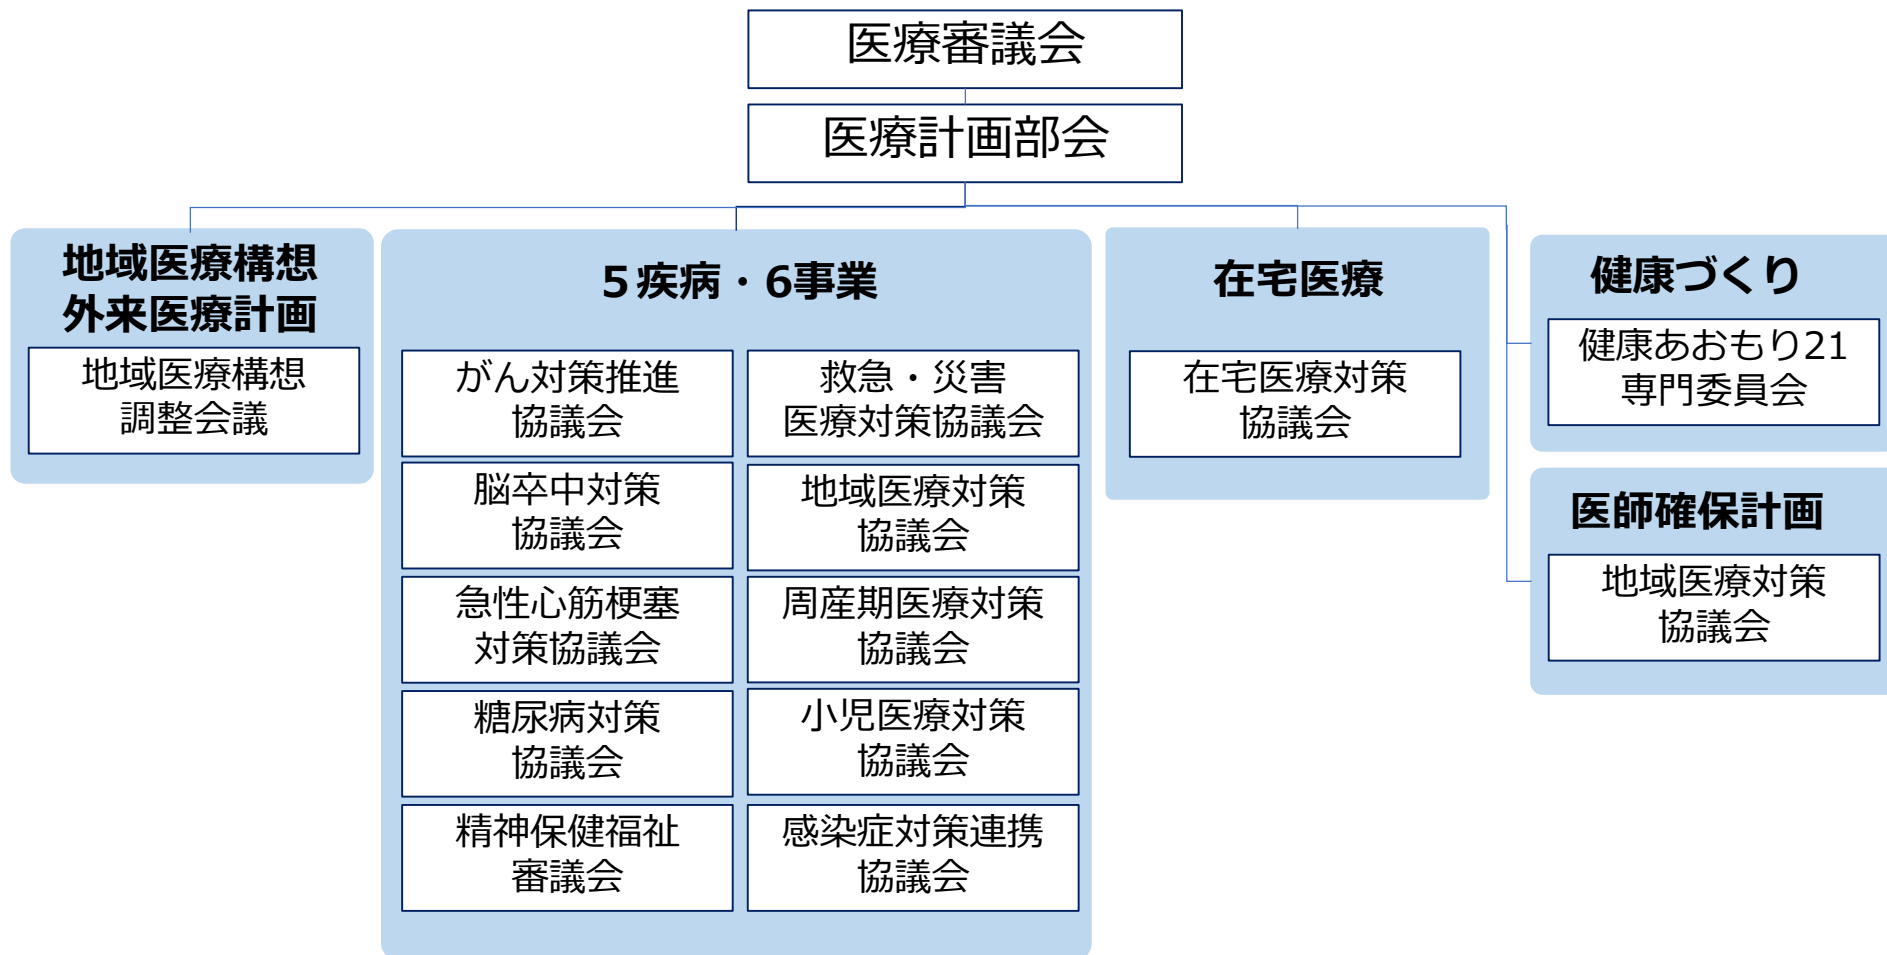 医療審議会
医療計画部会
地域医療構想
外来医療計画
地域医療構想
調整会議
５疾病・6事業
がん対策推進
協議会
救急・災害
医療対策協議会
脳卒中対策
協議会
地域医療対策
協議会
急性心筋梗塞
対策協議会
周産期医療対策
協議会
糖尿病対策
協議会
小児医療対策
協議会
精神保健福祉
審議会
感染症対策連携
協議会
在宅医療
在宅医療対策
協議会
健康づくり
健康あおもり21
専門委員会
医師確保計画
地域医療対策
協議会